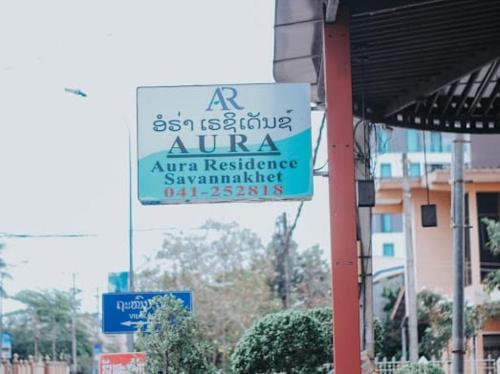 AR
ອໍຣ່າ ເຣຊິເດັນຊ໌
AURA
Aura Residence
Savannakhet
041-252818